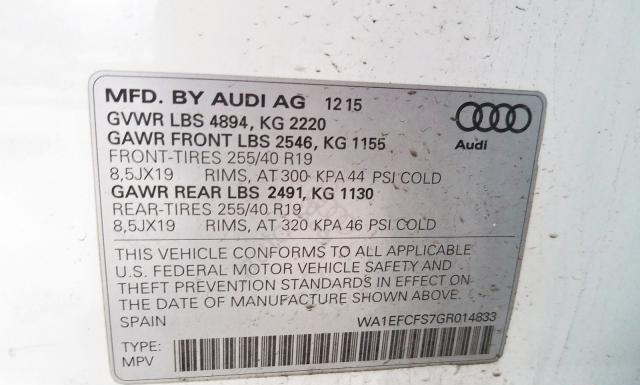 MFD. BY AUDI AG 12 15
GVWR LBS 4894, KG 2220
GAWR FRONT LBS 2546, KG 1155
FRONT-TIRES 255/40 R19
8,5JX19 RIMS, AT 300 KPA 44 PSI COLD
GAWR REAR LBS 2491, KG 1130
REAR-TIRES 255/40 R19
8,5JX19 RIMS, AT 320 KPA 46 PSI COLD
Audi
THIS VEHICLE CONFORMS TO ALL APPLICABLE
U.S. FEDERAL MOTOR VEHICLE SAFETY AND
THEFT PREVENTION STANDARDS IN EFFECT ON
THE DATE OF MANUFACTURE SHOWN ABOVE.
SPAIN WA1EFCFS7GR014833
TYPE:
MPV